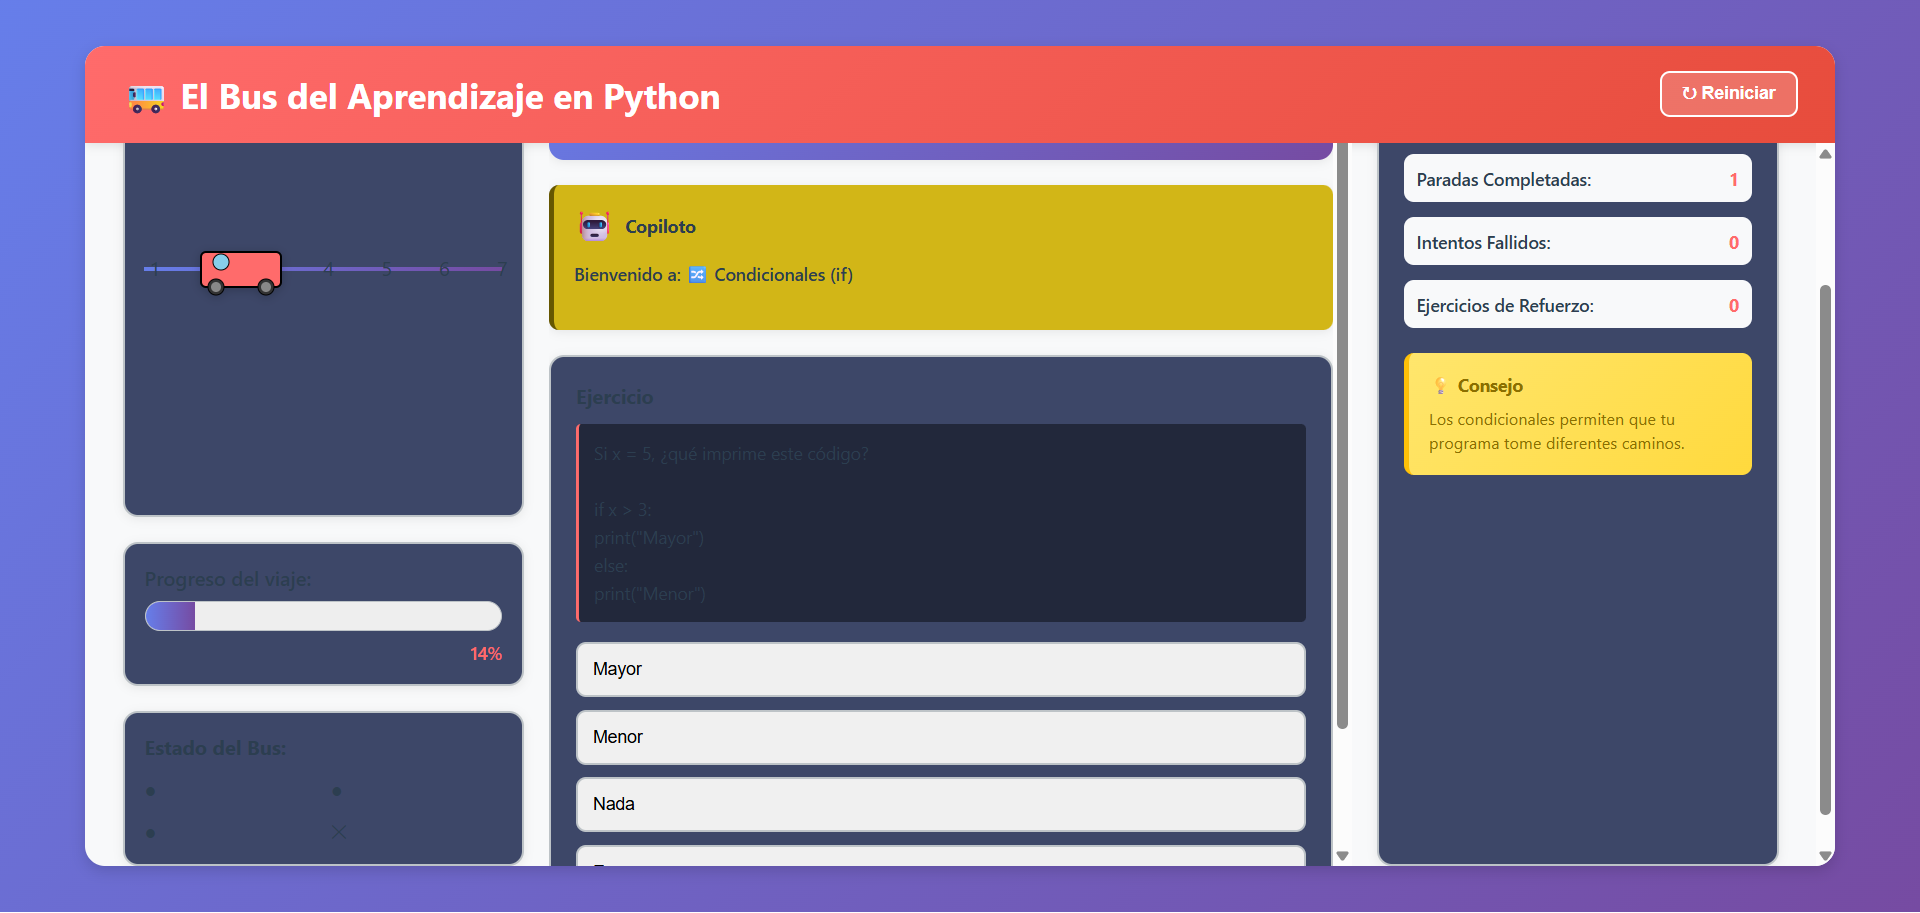 El Bus del Aprendizaje en Python
↻ Reiniciar
1 4 5 6 7
Progreso del viaje:
14%
Estado del Bus:
Copiloto
Bienvenido a: 🔀 Condicionales (if)
Ejercicio
Si x = 5, ¿qué imprime este código?
if x > 3:
print("Mayor")
else:
print("Menor")
Mayor
Menor
Nada
Paradas Completadas: 1
Intentos Fallidos: 0
Ejercicios de Refuerzo: 0
Consejo
Los condicionales permiten que tu
programa tome diferentes caminos.